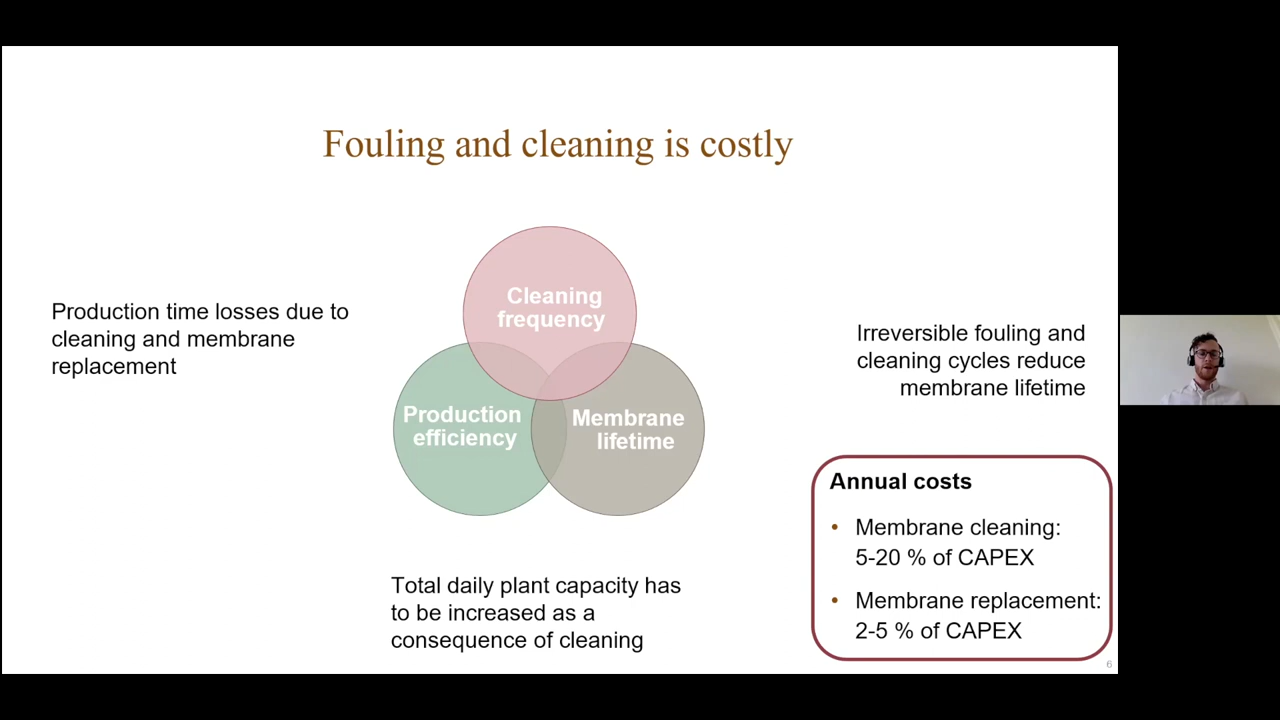 Fouling and cleaning is costly
Production time losses due to
cleaning and membrane
replacement
Cleaning
frequency
Production
efficiency
Membrane
lifetime
Irreversible fouling and
cleaning cycles reduce
membrane lifetime
Total daily plant capacity has
to be increased as a
consequence of cleaning
Annual costs
• Membrane cleaning:
5-20 % of CAPEX
• Membrane replacement:
2-5 % of CAPEX
6